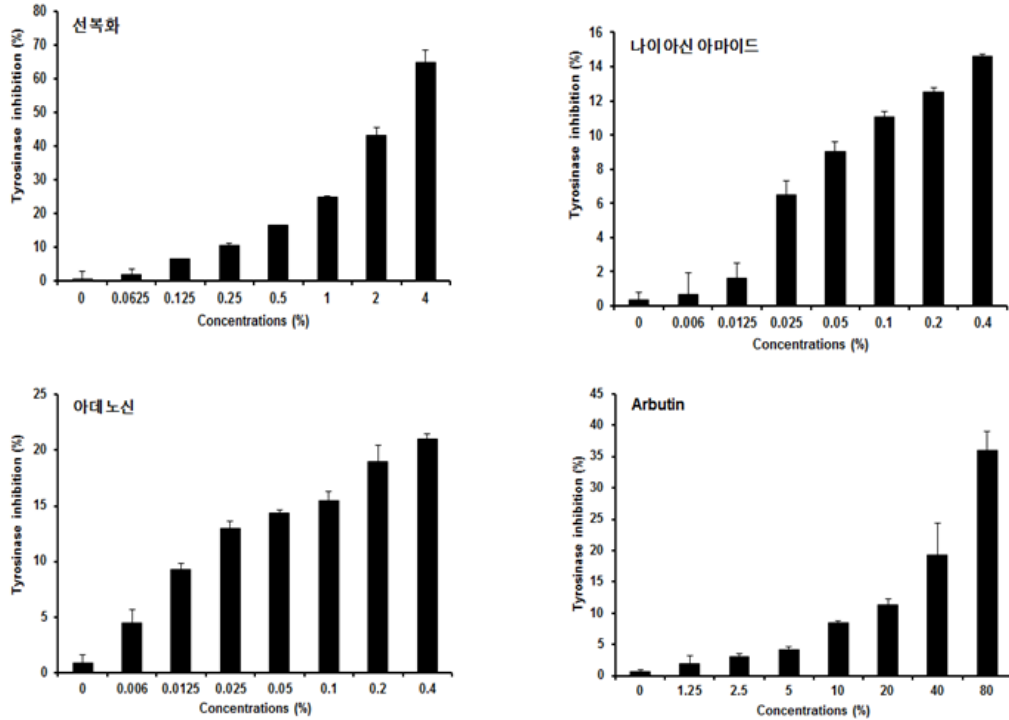 선복화
Tyrosinase inhibition (%)
80
70
60
50
40
30
20
10
0
0 0.0625 0.125 0.25 0.5 1 2 4
Concentrations (%)
나이아신 아마이드
Tyrosinase inhibition (%)
16
14
12
10
8
6
4
2
0
0 0.006 0.0125 0.025 0.05 0.1 0.2 0.4
Concentrations (%)
아데노신
Tyrosinase inhibition (%)
25
20
15
10
5
0
0 0.006 0.0125 0.025 0.05 0.1 0.2 0.4
Concentrations (%)
Arbutin
Tyrosinase inhibition (%)
45
40
35
30
25
20
15
10
5
0
0 1.25 2.5 5 10 20 40 80
Concentrations (%)